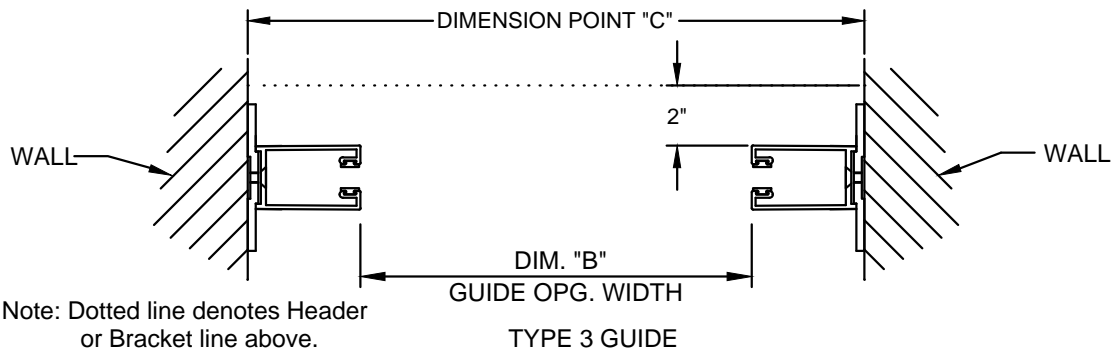 DIMENSION POINT "C"
2"
WALL
WALL
DIM. "B"
GUIDE OPG. WIDTH
Note: Dotted line denotes Header
or Bracket line above.
TYPE 3 GUIDE